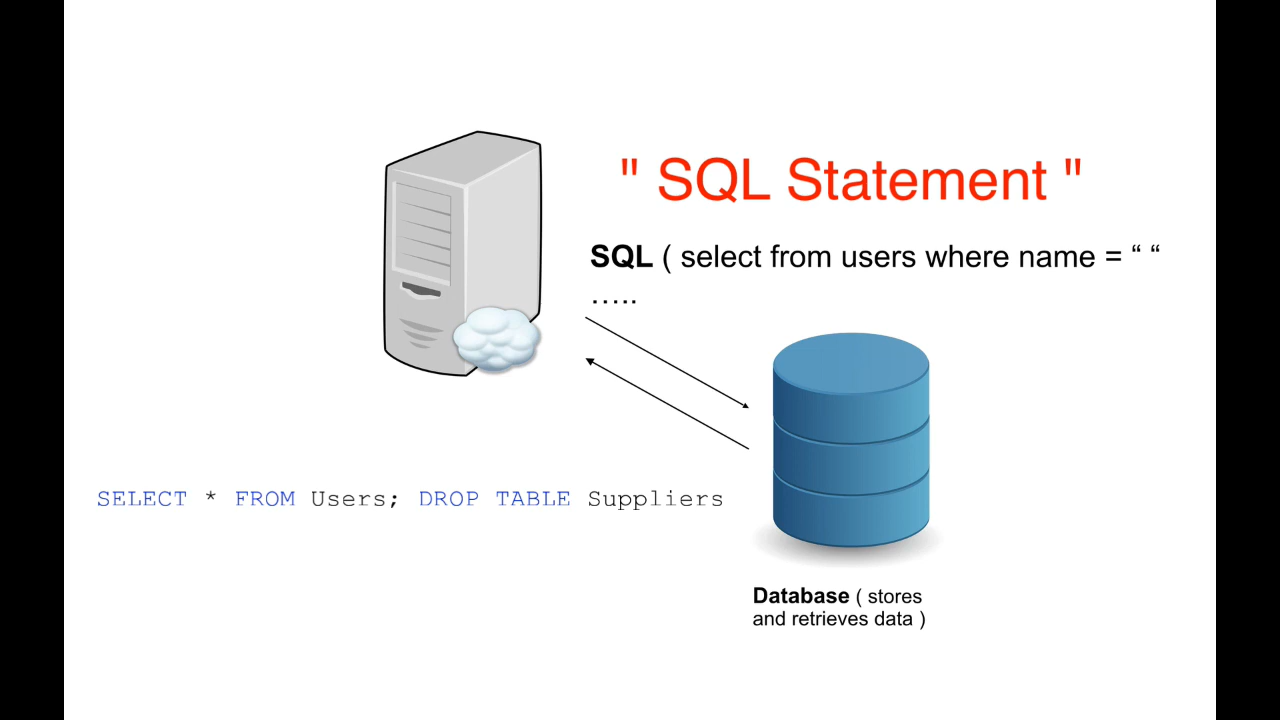 " SQL Statement "
SQL ( select from users where name = “ “
.....
SELECT * FROM Users; DROP TABLE Suppliers
Database ( stores
and retrieves data )